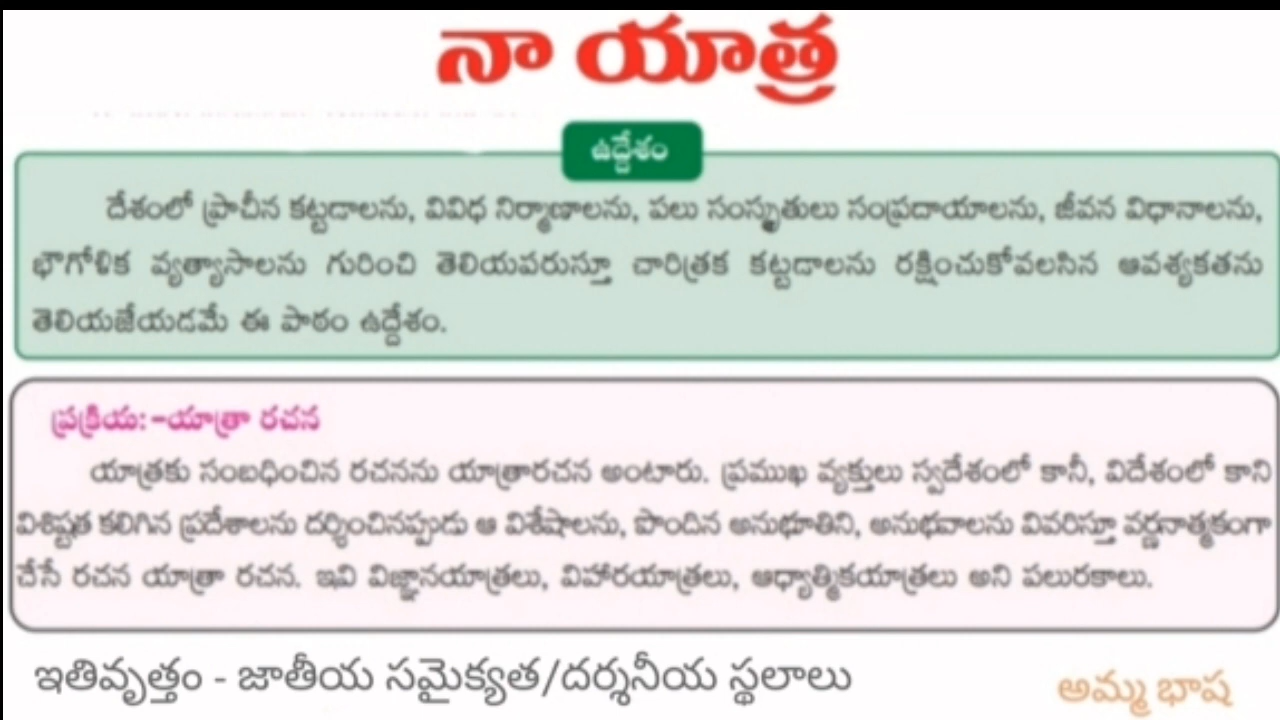 నా యాత్ర
ఉద్దేశం
దేశంలో ప్రాచీన కట్టడాలను, వివిధ నిర్మాణాలను, పలు సంస్కృతులు సంప్రదాయాలను, జీవన విధానాలను,
భౌగోళిక వ్యత్యాసాలను గురించి తెలియపరుస్తూ చారిత్రక కట్టడాలను రక్షించుకోవలసిన ఆవశ్యకతను
తెలియజేయడమే ఈ పాఠం ఉద్దేశం.
ప్రక్రియ:-యాత్రా రచన
యాత్రకు సంబధించిన రచనను యాత్రారచన అంటారు. ప్రముఖ వ్యక్తులు స్వదేశంలో కానీ, విదేశంలో కాని
విశిష్టత కలిగిన ప్రదేశాలను దర్శించినప్పుడు ఆ విశేషాలను, పొందిన అనుభూతిని, అనుభవాలను వివరిస్తూ వర్ణనాత్మకంగా
చేసే రచన యాత్రా రచన. ఇవి విజ్ఞానయాత్రలు, విహారయాత్రలు, ఆధ్యాత్మికయాత్రలు అని పలురకాలు.
ఇతివృత్తం - జాతీయ సమైక్యత/దర్శనీయ స్థలాలు
అమ్మ భాష